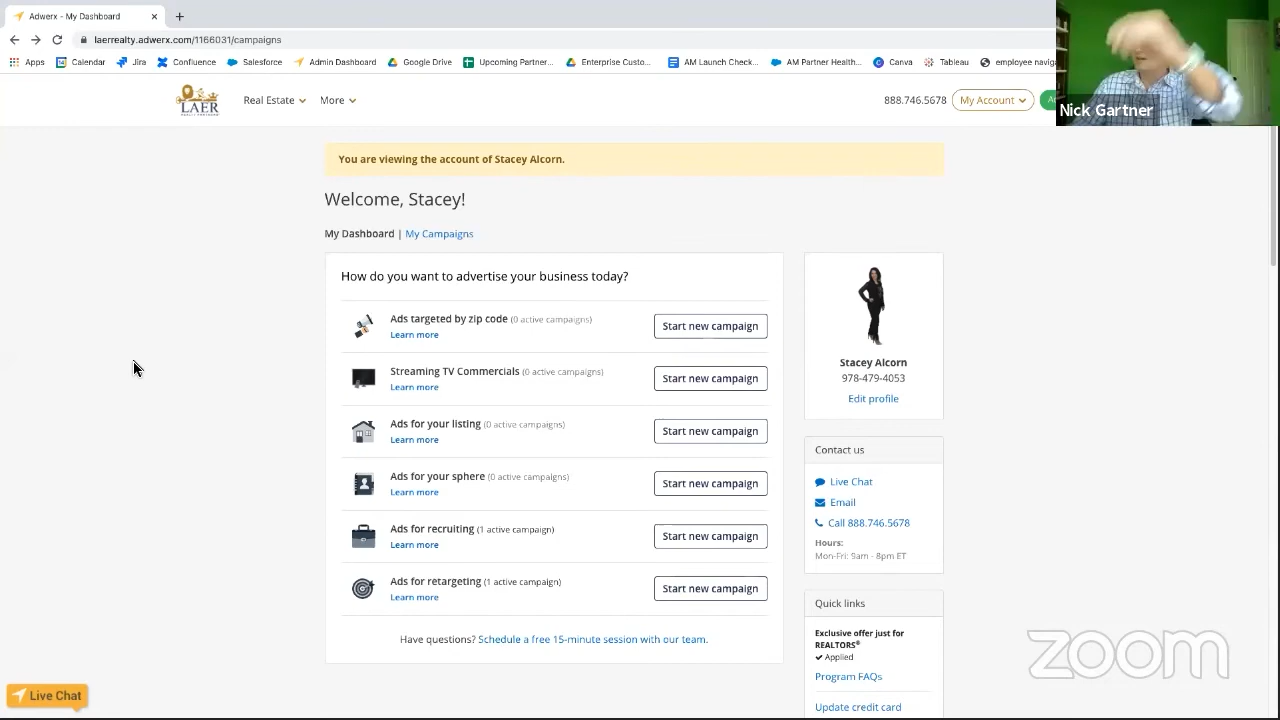 Adwerx - My Dashboard
laerrealty.adwerx.com/1166031/campaigns
Apps
Calendar
Jira
Confluence
Salesforce
Admin Dashboard
Google Drive
Upcoming Partner...
Enterprise Custo...
AM Launch Check...
AM Partner Health...
Canva
Tableau
employee navig
Nick Gartner
LAER
Real Estate
More
888.746.5678
My Account
You are viewing the account of Stacey Alcorn.
Welcome, Stacey!
My Dashboard | My Campaigns
How do you want to advertise your business today?
Ads targeted by zip code (0 active campaigns)
Learn more
Start new campaign
Streaming TV Commercials (0 active campaigns)
Learn more
Start new campaign
Ads for your listing (0 active campaigns)
Learn more
Start new campaign
Ads for your sphere (0 active campaigns)
Learn more
Start new campaign
Ads for recruiting (1 active campaign)
Learn more
Start new campaign
Ads for retargeting (1 active campaign)
Learn more
Start new campaign
Have questions? Schedule a free 15-minute session with our team.
Stacey Alcorn
978-479-4053
Edit profile
Contact us
Live Chat
Email
Call 888.746.5678
Hours:
Mon-Fri: 9am - 8pm ET
Quick links
Exclusive offer just for
REALTORS®
✔ Applied
Program FAQs
Update credit card
Live Chat
zoom